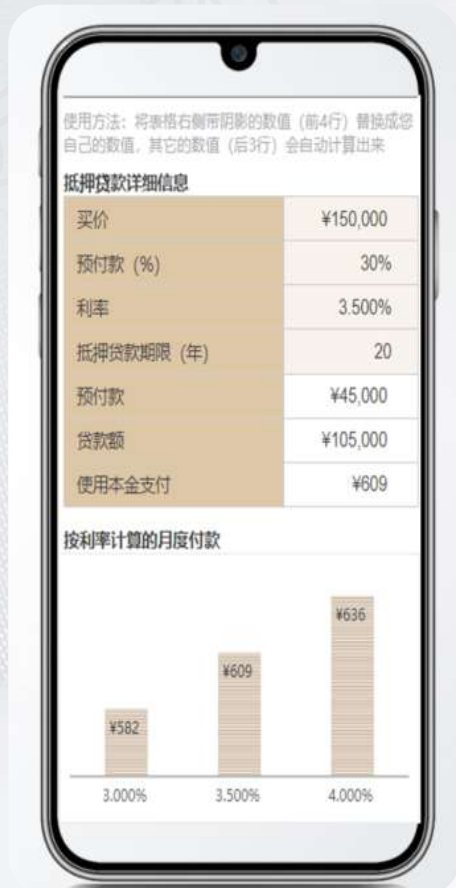 使用方法：将表格右侧带阴影的数值（前4行）替换成您
自己的数值，其它的数值（后3行）会自动计算出来
抵押贷款详细信息
买价 ¥150,000
预付款（%） 30%
利率 3.500%
抵押贷款期限（年） 20
预付款 ¥45,000
贷款额 ¥105,000
使用本金支付 ¥609
按利率计算的月度付款
¥636
¥609
¥582
3.000% 3.500% 4.000%